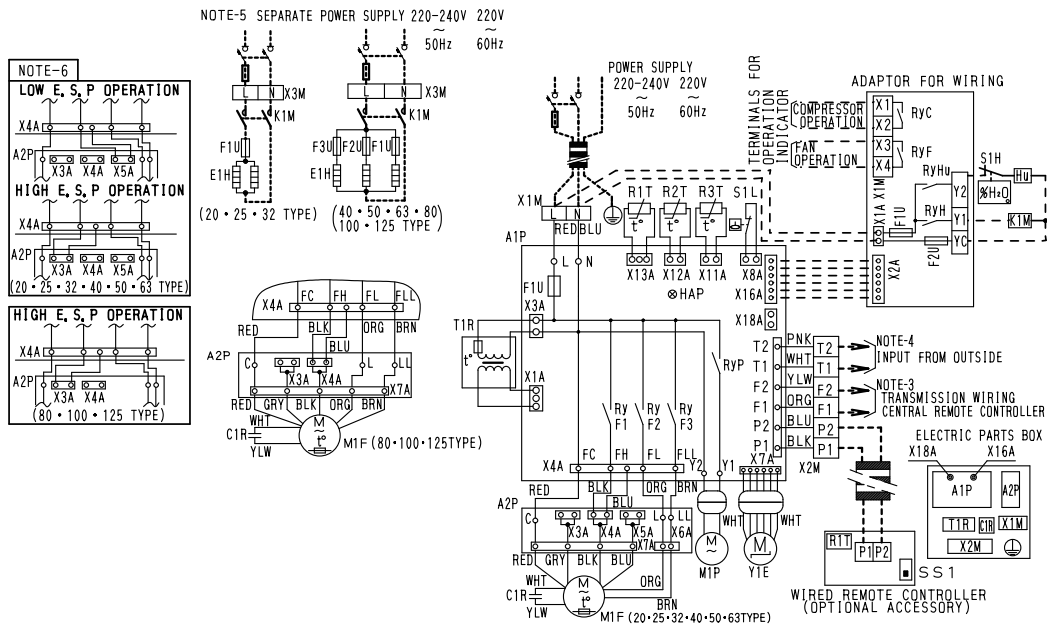 NOTE-5 SEPARATE POWER SUPPLY 220-240V 220V
~ ~
50Hz 60Hz
L N X3M
K1M
F1U
E1H
(20・25・32 TYPE)
L N X3M
K1M
F3U F2U F1U
E1H
(40・50・63・80)
(100・125 TYPE)
NOTE-6
LOW E.S.P OPERATION
X4A
A2P
X3A X4A X5A
HIGH E.S.P OPERATION
X4A
A2P
X3A X4A X5A
(20・25・32・40・50・63 TYPE)
HIGH E.S.P OPERATION
X4A
A2P
X3A X4A
(80・100・125 TYPE)
FC FH FL FLL
X4A
RED BLK ORG BRN
BLU
A2P
C L
X3A X4A X7A
RED GRY BLK ORG BRN
WHT
C1R
YLW
M
~
t°
M1F (80・100・125TYPE)
POWER SUPPLY
220-240V 220V
~ ~
50Hz 60Hz
TERMINALS FOR
OPERATION
INDICATOR
X1M L N
RED BLU
R1T R2T R3T S1L
t° t° t°
A1P
X13A X12A X11A X8A
L N
F1U
⊗HAP
X16A
X18A
X3A
T1R
t°
X1A
RyP
Ry
F1
Ry
F2
Ry
F3
T2 PNK T2
T1 WHT T1
F2 YLW F2
F1 ORG F1
P2 BLU P2
P1 BLK P1
X2M
NOTE-4
INPUT FROM OUTSIDE
NOTE-3
TRANSMISSION WIRING
CENTRAL REMOTE CONTROLLER
X4A FC FH FL FLL Y2 Y1 X7A
RED BLK ORG BRN
BLU
A2P
C L LL
X3A X4A X5A X6A
X7A
RED GRY BLK BLU
WHT
C1R
YLW
M
~
t°
ORG
BRN
M1F (20・25・32・40・50・63TYPE)
WHT WHT
M
~
M1P
M
Y1E
ADAPTOR FOR WIRING
COMPRESSOR
OPERATION
X1
X2
RyC
FAN
OPERATION
X3
X4
RyF
X1M
X1A
F1U
RyHu
RyH
F2U
Y2
Y1
YC
S1H
Hu
%H2O
K1M
X2A
ELECTRIC PARTS BOX
X18A X16A
A1P A2P
T1R C1R X1M
X2M
R1T
P1 P2
SS1
WIRED REMOTE CONTROLLER
(OPTIONAL ACCESSORY)